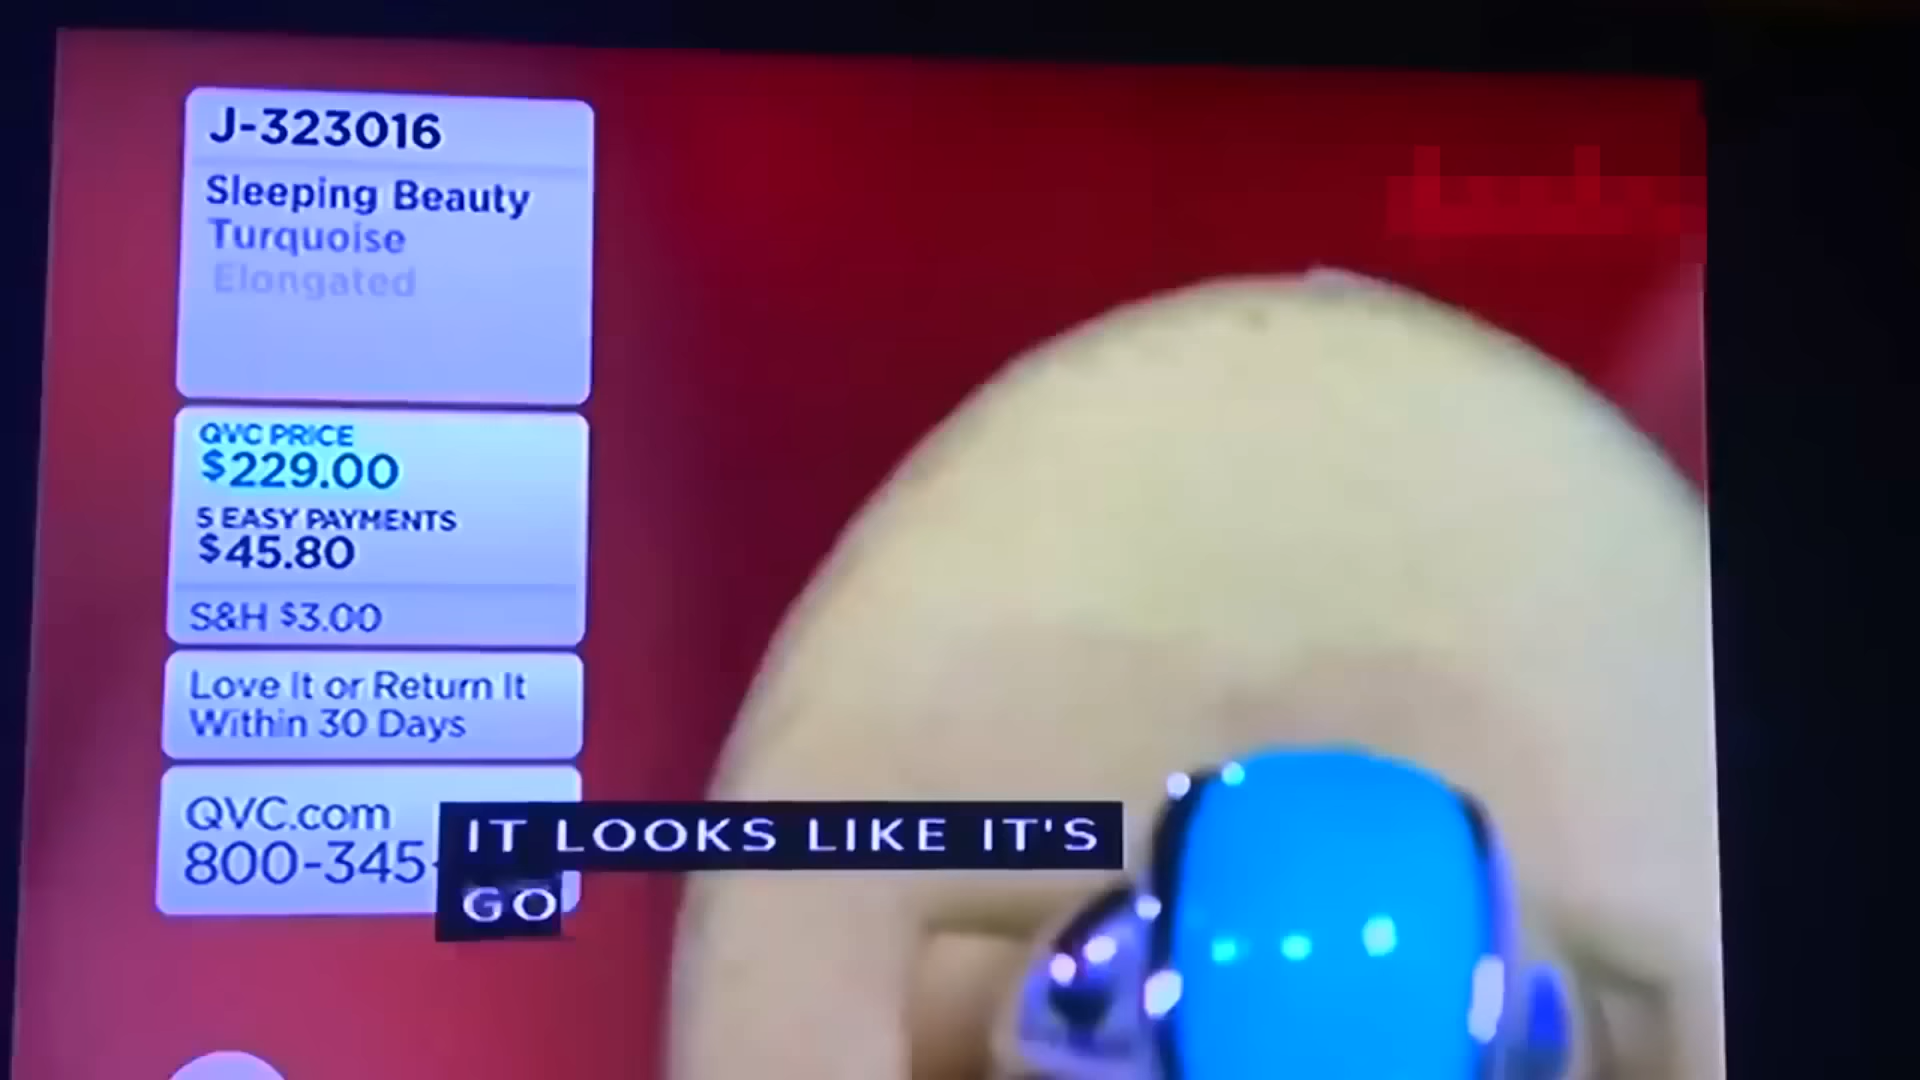 J-323016
Sleeping Beauty
Turquoise
Elongated
QVC PRICE
$229.00
5 EASY PAYMENTS
$45.80
S&H $3.00
Love It or Return It
Within 30 Days
QVC.com
800-345-
IT LOOKS LIKE IT'S
GO